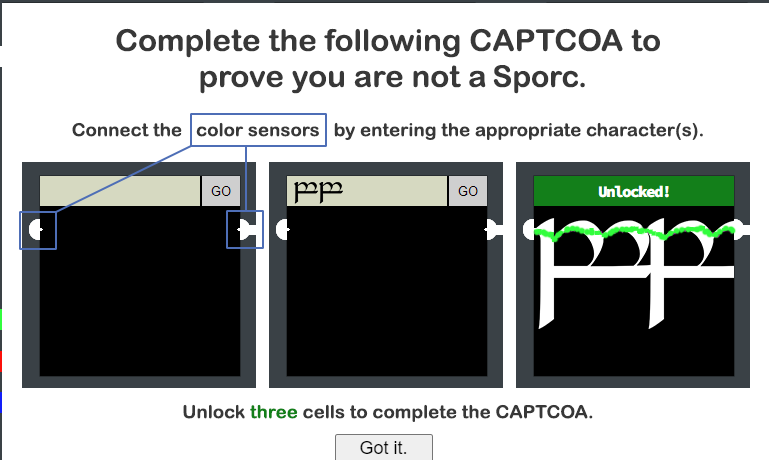 Complete the following CAPTCOA to
prove you are not a Sporc.
Connect the color sensors by entering the appropriate character(s).
GO
GO
Unlocked!
Unlock three cells to complete the CAPTCOA.
Got it.